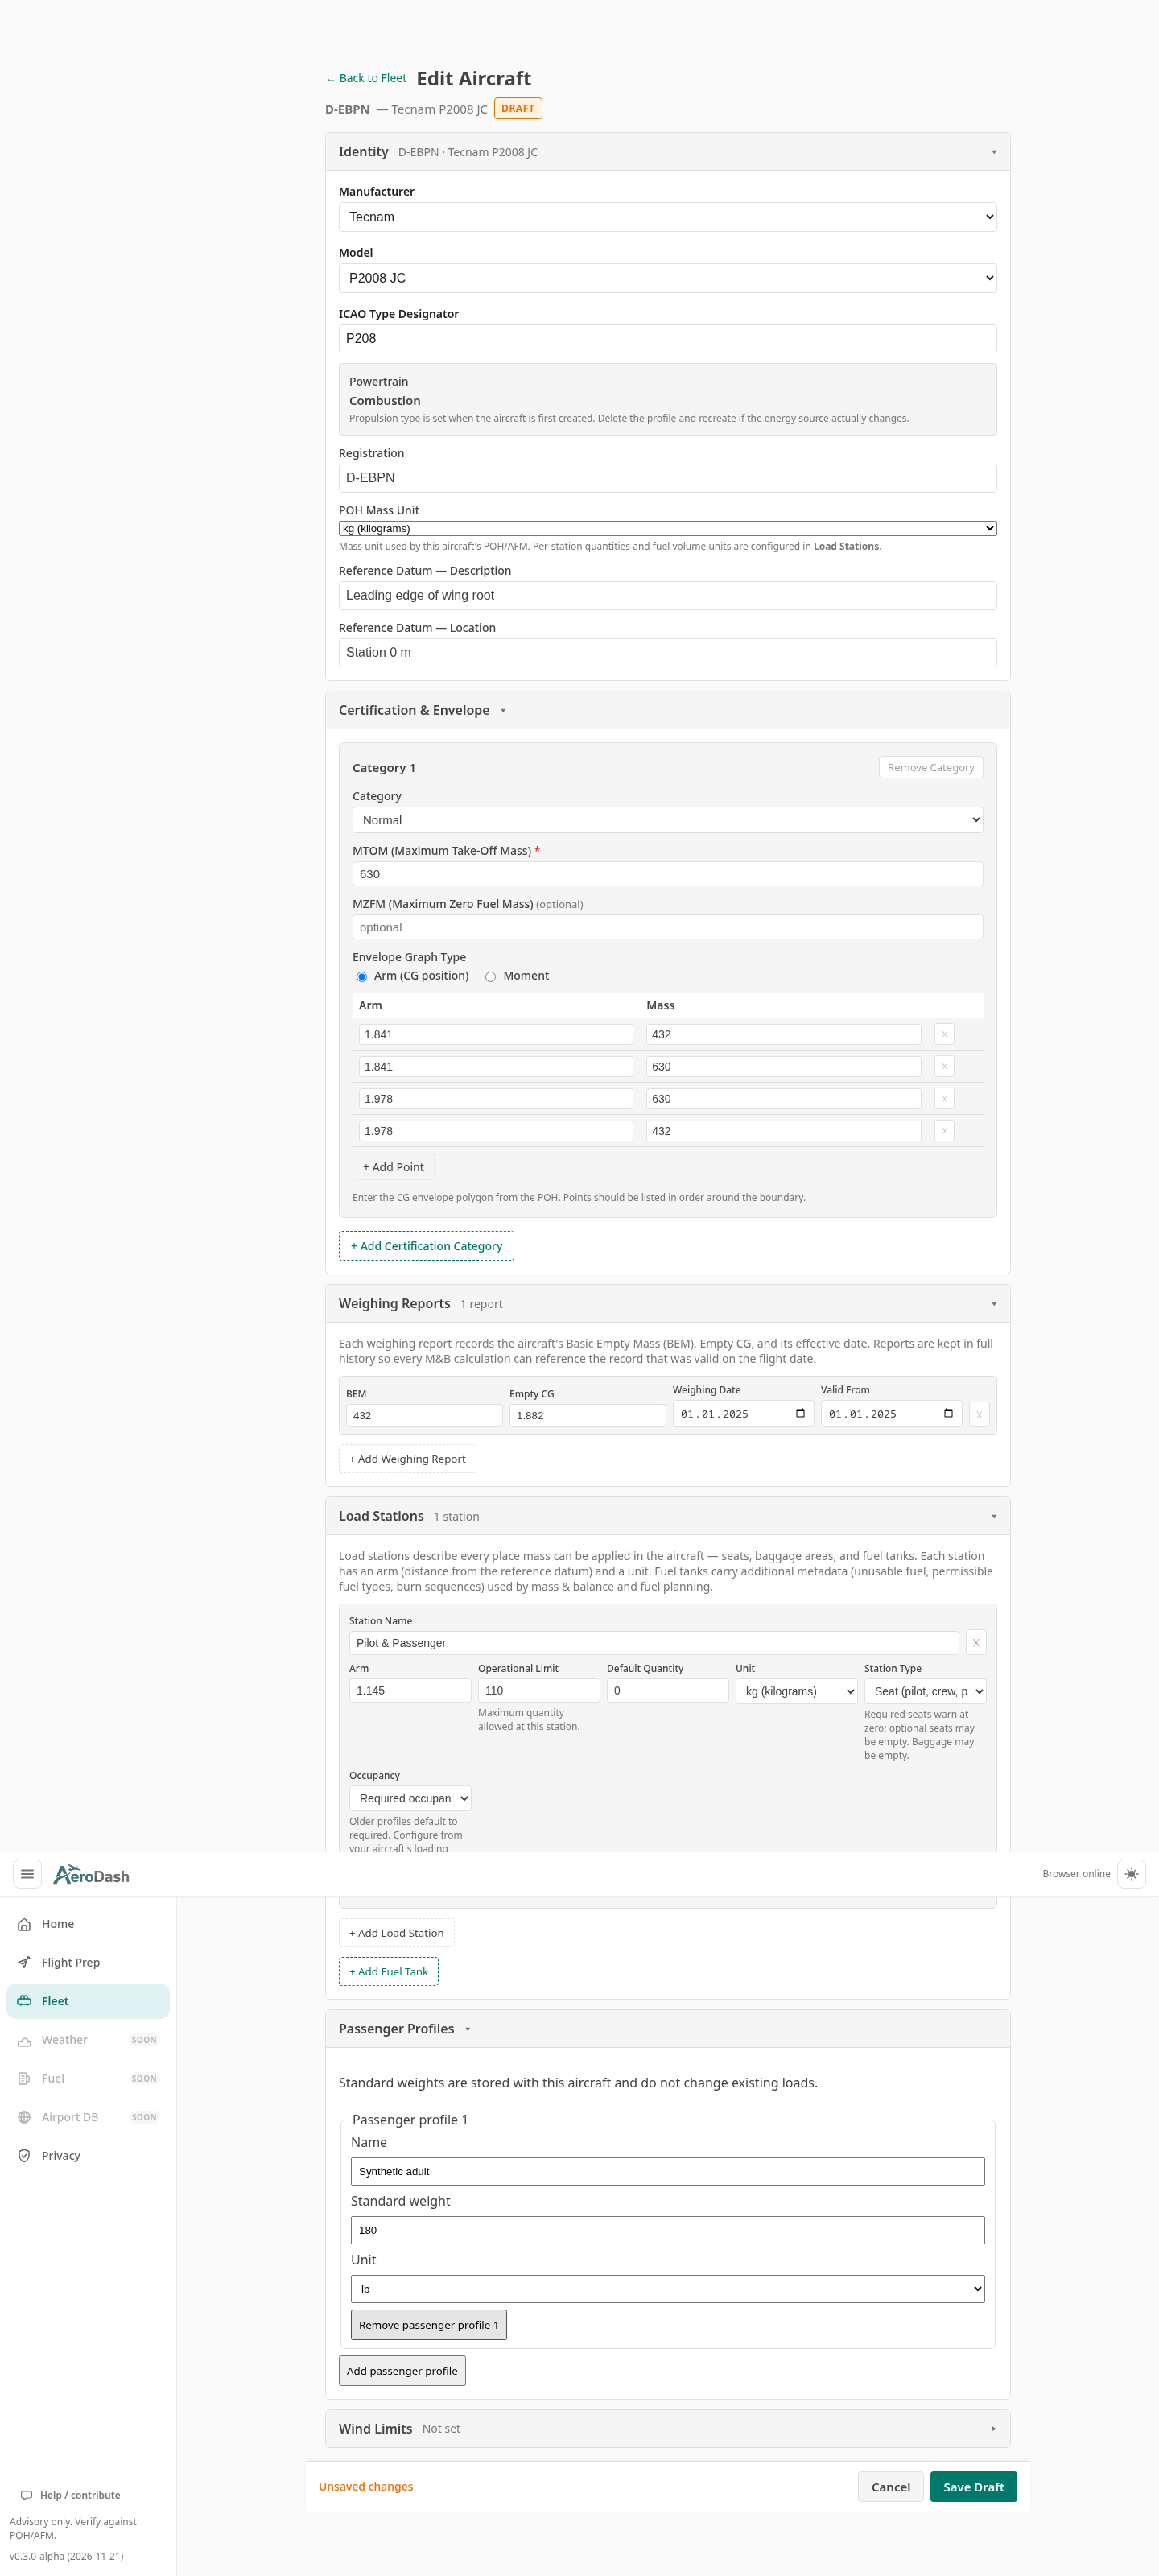 ← Back to Fleet Edit Aircraft
D-EBPN — Tecnam P2008 JC DRAFT
Identity D-EBPN · Tecnam P2008 JC
Manufacturer
Tecnam
Model
P2008 JC
ICAO Type Designator
P208
Powertrain
Combustion
Propulsion type is set when the aircraft is first created. Delete the profile and recreate if the energy source actually changes.
Registration
D-EBPN
POH Mass Unit
kg (kilograms)
Mass unit used by this aircraft's POH/AFM. Per-station quantities and fuel volume units are configured in Load Stations.
Reference Datum — Description
Leading edge of wing root
Reference Datum — Location
Station 0 m
Certification & Envelope
Category 1 Remove Category
Category
Normal
MTOM (Maximum Take-Off Mass) *
630
MZFM (Maximum Zero Fuel Mass) (optional)
optional
Envelope Graph Type
Arm (CG position) Moment
Arm Mass
1.841 432 X
1.841 630 X
1.978 630 X
1.978 432 X
+ Add Point
Enter the CG envelope polygon from the POH. Points should be listed in order around the boundary.
+ Add Certification Category
Weighing Reports 1 report
Each weighing report records the aircraft's Basic Empty Mass (BEM), Empty CG, and its effective date. Reports are kept in full
history so every M&B calculation can reference the record that was valid on the flight date.
BEM Empty CG Weighing Date Valid From
432 1.882 01.01.2025 01.01.2025 X
+ Add Weighing Report
Load Stations 1 station
Load stations describe every place mass can be applied in the aircraft — seats, baggage areas, and fuel tanks. Each station
has an arm (distance from the reference datum) and a unit. Fuel tanks carry additional metadata (unusable fuel, permissible
fuel types, burn sequences) used by mass & balance and fuel planning.
Station Name
Pilot & Passenger X
Arm Operational Limit Default Quantity Unit Station Type
1.145 110 0 kg (kilograms) Seat (pilot, crew, p
Maximum quantity
allowed at this station.
Required seats warn at
zero; optional seats may
be empty. Baggage may
be empty.
Occupancy
Required occupan
Older profiles default to
required. Configure from
your aircraft's loading
AeroDash Browser online
Home
Flight Prep
Fleet
Weather SOON
Fuel SOON
Airport DB SOON
Privacy
+ Add Load Station
+ Add Fuel Tank
Passenger Profiles
Standard weights are stored with this aircraft and do not change existing loads.
Passenger profile 1
Name
Synthetic adult
Standard weight
180
Unit
lb
Remove passenger profile 1
Add passenger profile
Wind Limits Not set
Unsaved changes Cancel Save Draft
Help / contribute
Advisory only. Verify against
POH/AFM.
v0.3.0-alpha (2026-11-21)